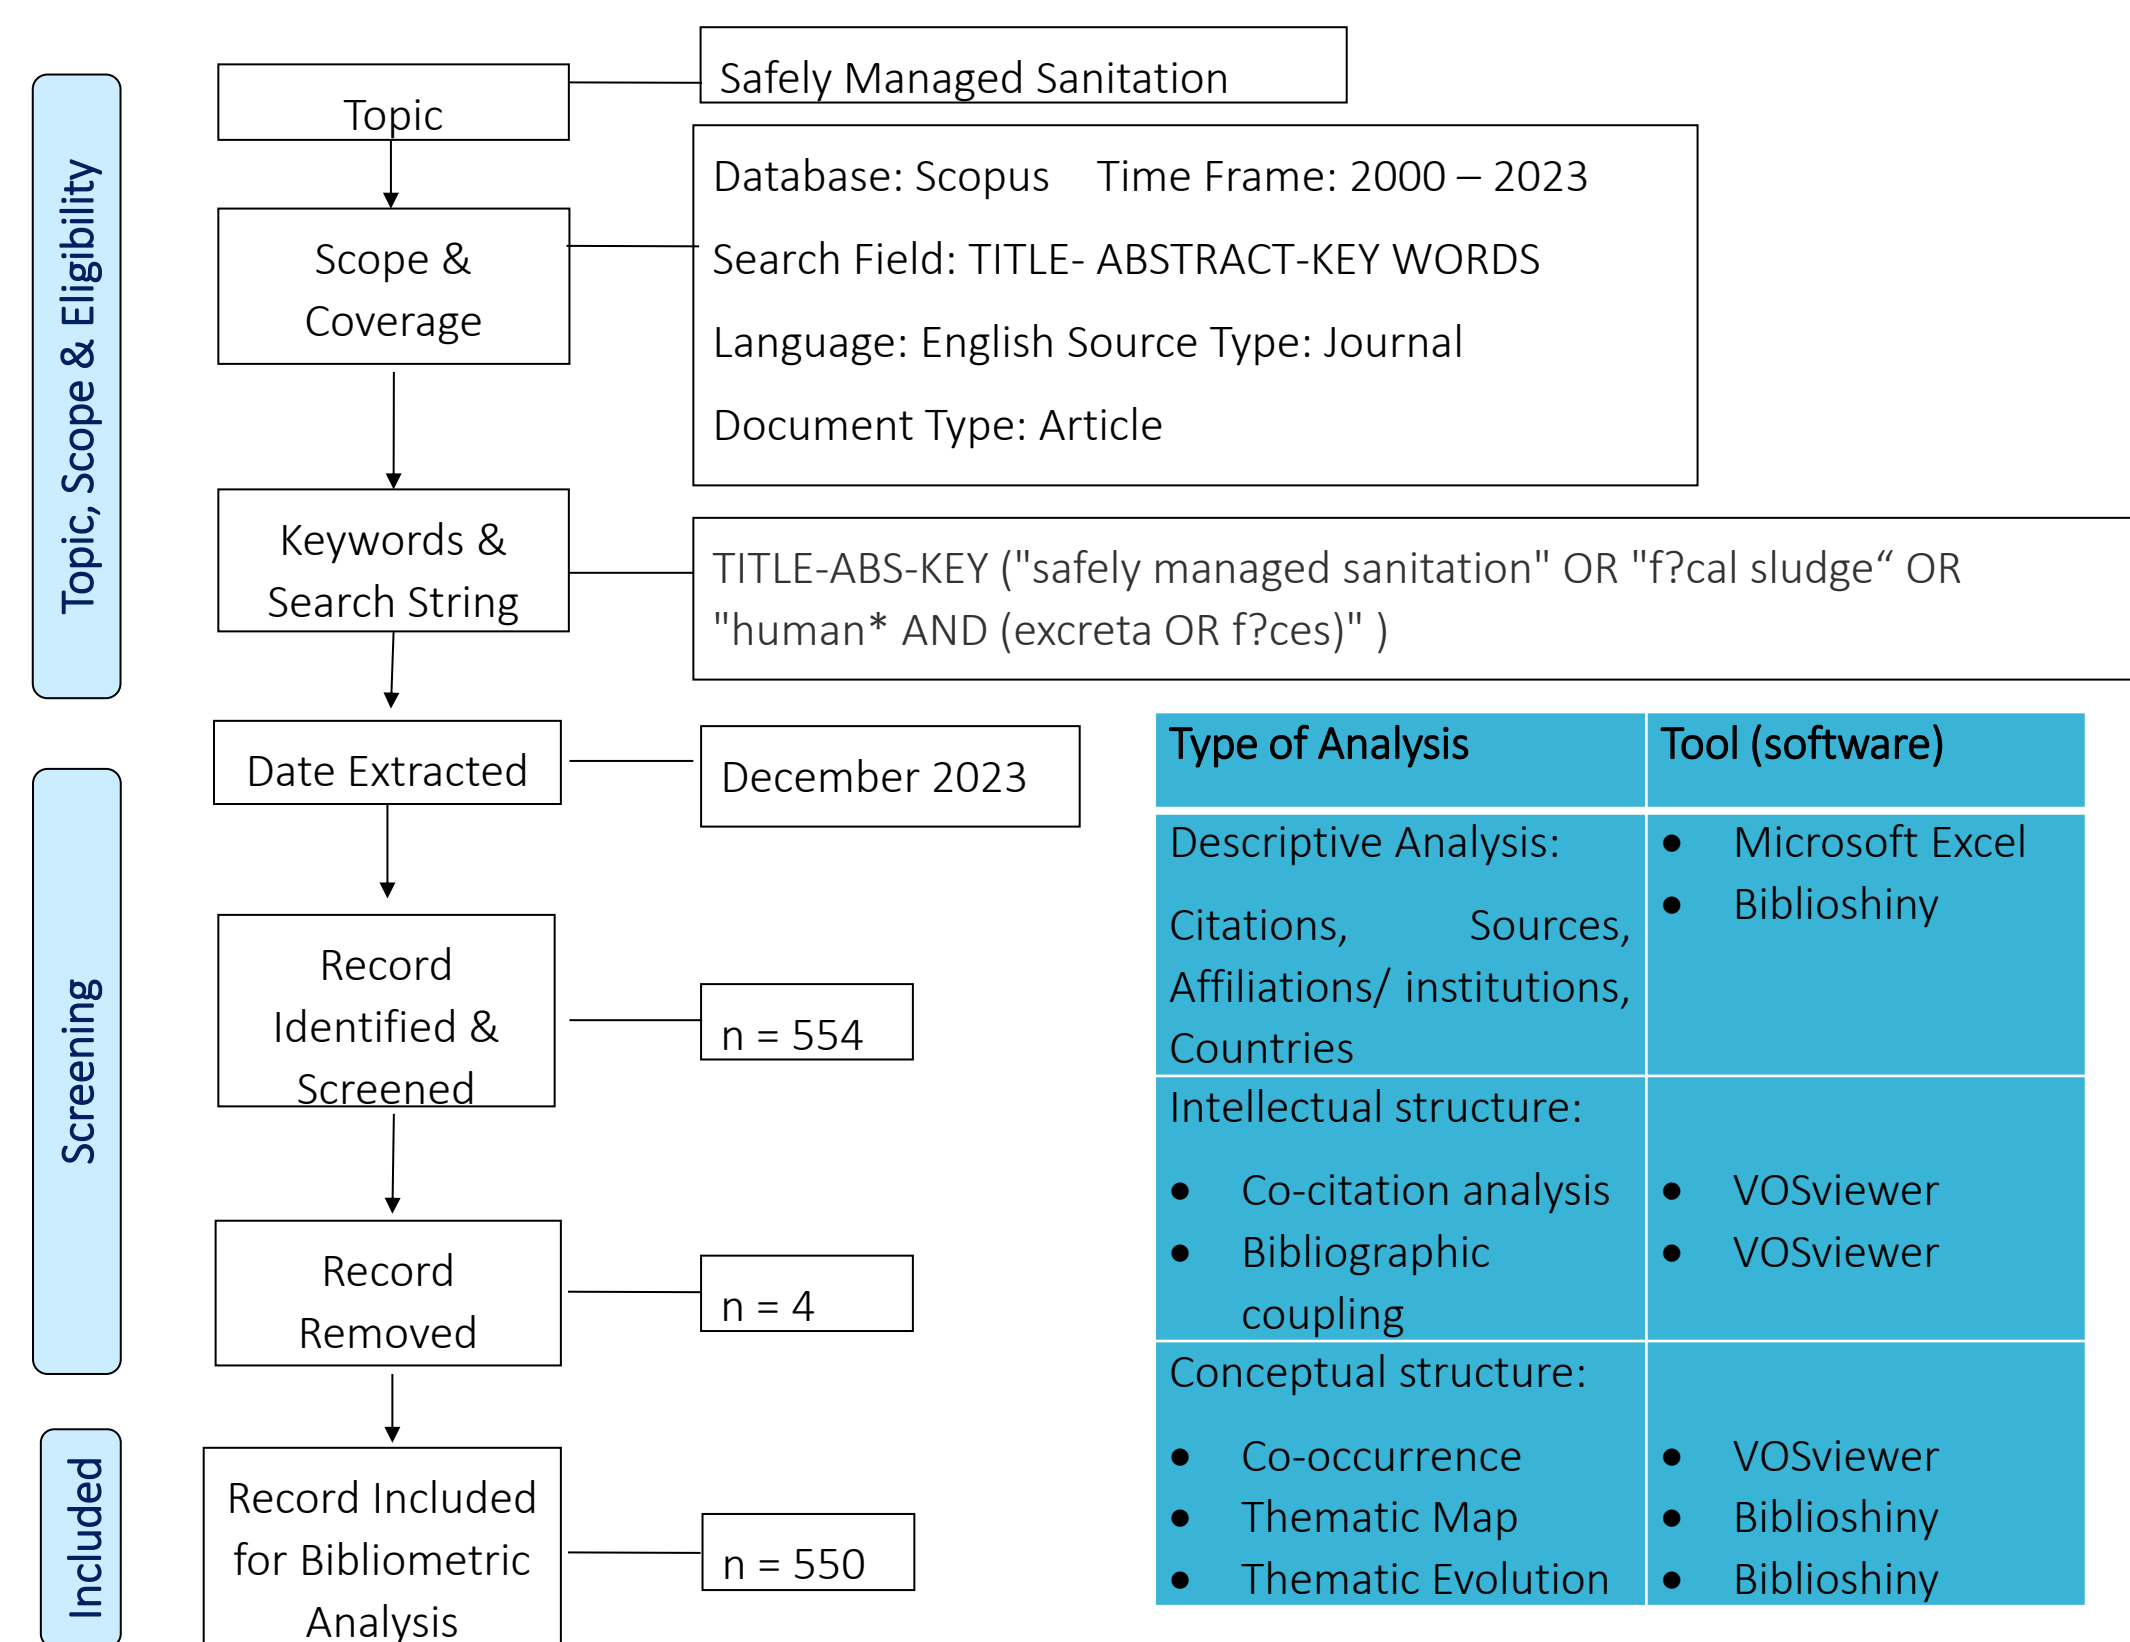 Topic, Scope & Eligibility
Topic
Safely Managed Sanitation
Scope &
Coverage
Database: Scopus Time Frame: 2000 – 2023
Search Field: TITLE- ABSTRACT-KEY WORDS
Language: English Source Type: Journal
Document Type: Article
Keywords &
Search String
TITLE-ABS-KEY ("safely managed sanitation" OR "f?cal sludge“ OR
"human* AND (excreta OR f?ces)" )
Screening
Date Extracted
December 2023
Record
Identified &
Screened
n = 554
Record
Removed
n = 4
Included
Record Included
for Bibliometric
Analysis
n = 550
Type of Analysis
Tool (software)
Descriptive Analysis:
Citations, Sources,
Affiliations/ institutions,
Countries
• Microsoft Excel
• Biblioshiny
Intellectual structure:
• Co-citation analysis
• Bibliographic
coupling
• VOSviewer
• VOSviewer
Conceptual structure:
• Co-occurrence
• Thematic Map
• Thematic Evolution
• VOSviewer
• Biblioshiny
• Biblioshiny